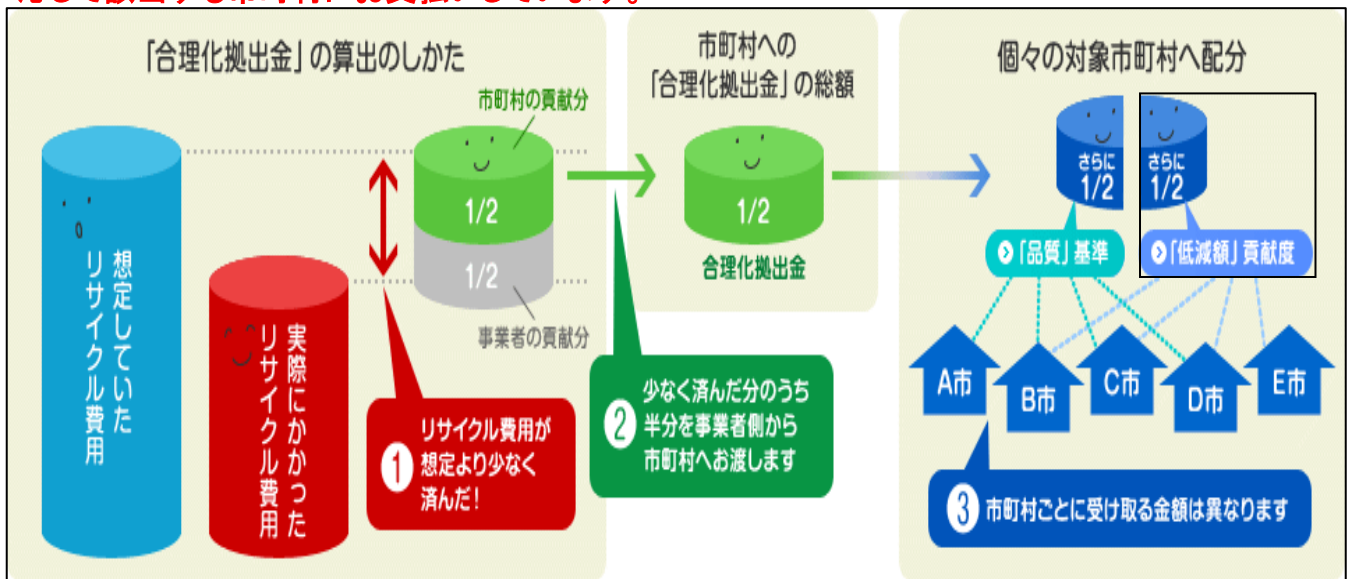 「合理化拠出金」の算出のしかた
市町村の貢献分
1/2
1/2
事業者の貢献分
想定していた
リサイクル費用
実際にかかった
リサイクル費用
1
リサイクル費用が
想定より少なく
済んだ！
市町村への
「合理化拠出金」の総額
1/2
合理化拠出金
2
少なく済んだ分のうち
半分を事業者側から
市町村へお渡します
個々の対象市町村へ配分
さらに
1/2
さらに
1/2
「品質」基準
「低減額」貢献度
A市
B市
C市
D市
E市
3
市町村ごとに受け取る金額は異なります